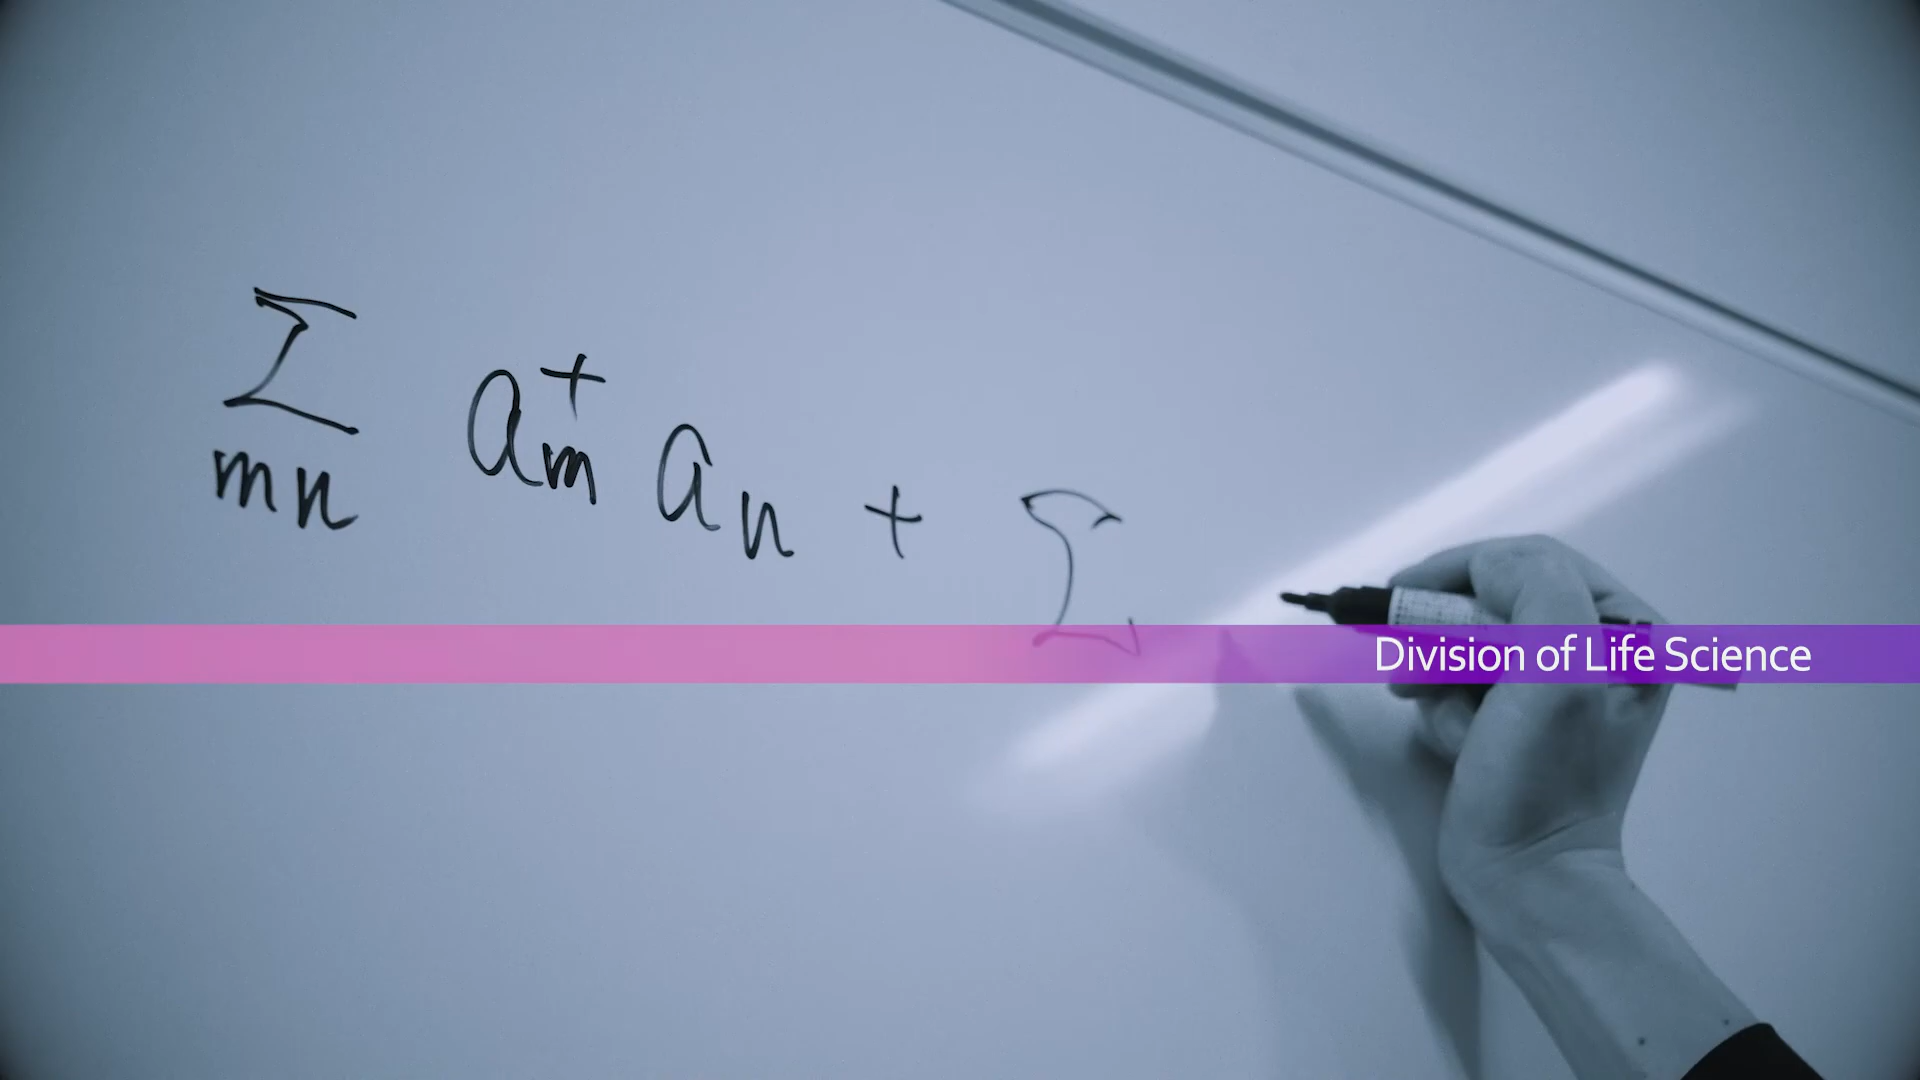 ∑ a⁺ₘ aₙ + ∑
mn
Division of Life Science